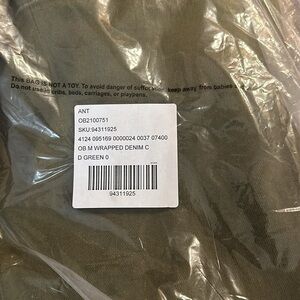 This BAG IS NOT A TOY. To avoid danger of suffocation, keep away from babies
Do not use in cribs, beds, carriages, or playpens.
ANT
OB2100751
SKU:94311925
4124 095169 0000024 0037 07400
OB M WRAPPED DENIM C
D GREEN 0
94311925